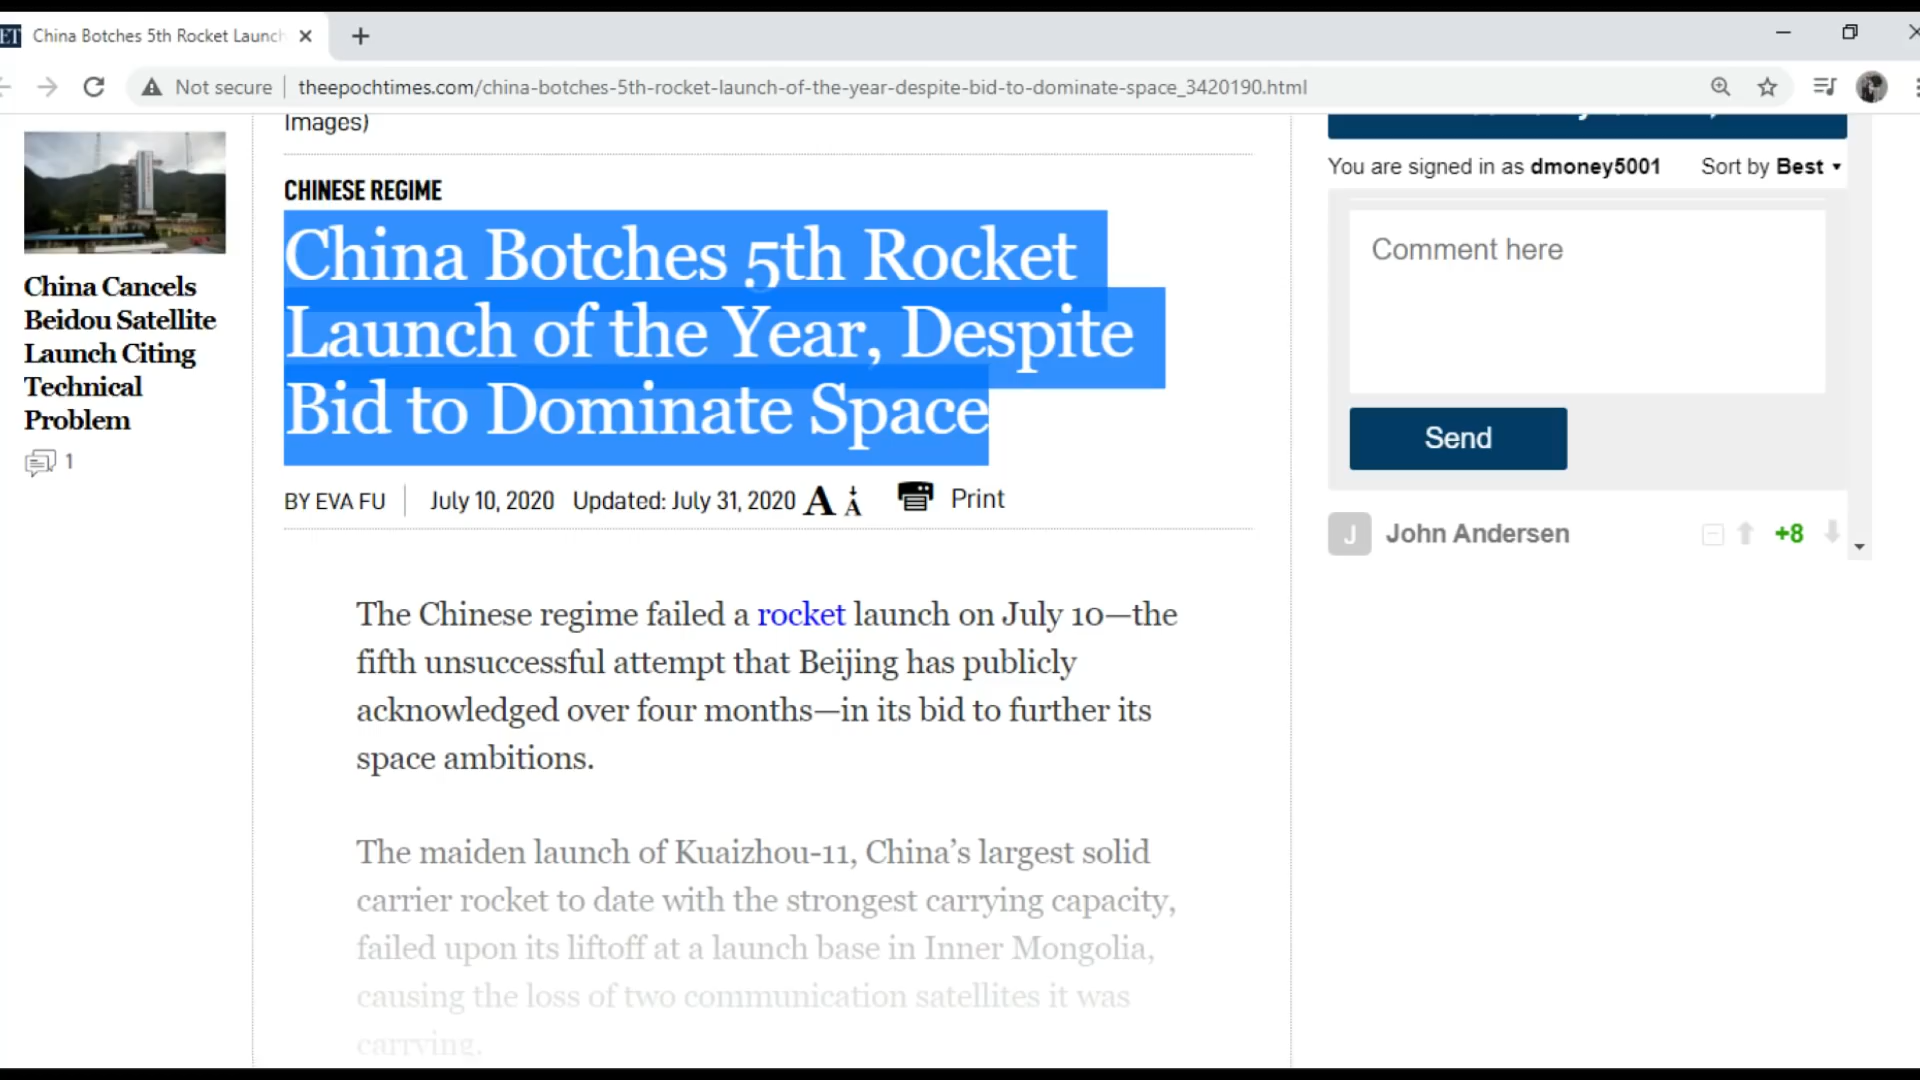 ET China Botches 5th Rocket Launch
Not secure theepochtimes.com/china-botches-5th-rocket-launch-of-the-year-despite-bid-to-dominate-space_3420190.html
China Cancels
Beidou Satellite
Launch Citing
Technical
Problem
1
Images)
CHINESE REGIME
China Botches 5th Rocket
Launch of the Year, Despite
Bid to Dominate Space
BY EVA FU July 10, 2020 Updated: July 31, 2020 A A Print
The Chinese regime failed a rocket launch on July 10—the
fifth unsuccessful attempt that Beijing has publicly
acknowledged over four months—in its bid to further its
space ambitions.
The maiden launch of Kuaizhou-11, China’s largest solid
carrier rocket to date with the strongest carrying capacity,
failed upon its liftoff at a launch base in Inner Mongolia,
causing the loss of two communication satellites it was
carrying.
You are signed in as dmoney5001 Sort by Best
Comment here
Send
J John Andersen +8